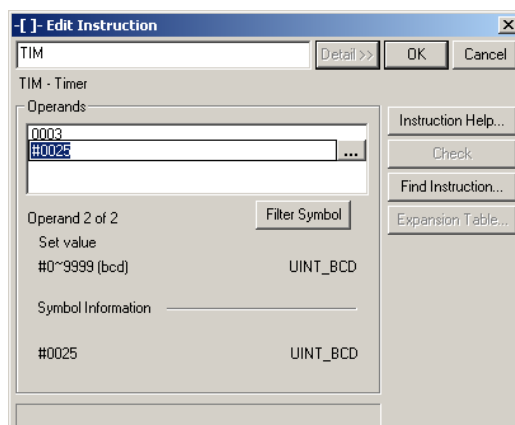 -[ ]- Edit Instruction
TIM
Detail >>
OK
Cancel
TIM - Timer
Operands
0003
#0025
...
Instruction Help...
Check
Find Instruction...
Expansion Table...
Operand 2 of 2
Filter Symbol
Set value
#0~9999 (bcd)
UINT_BCD
Symbol Information
#0025
UINT_BCD